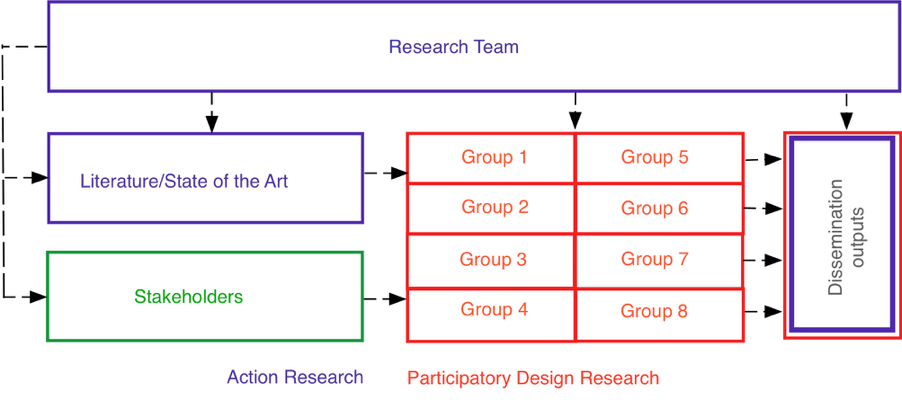 Research Team
Literature/State of the Art
Stakeholders
Group 1
Group 5
Group 2
Group 6
Group 3
Group 7
Group 4
Group 8
Dissemination
outputs
Action Research
Participatory Design Research